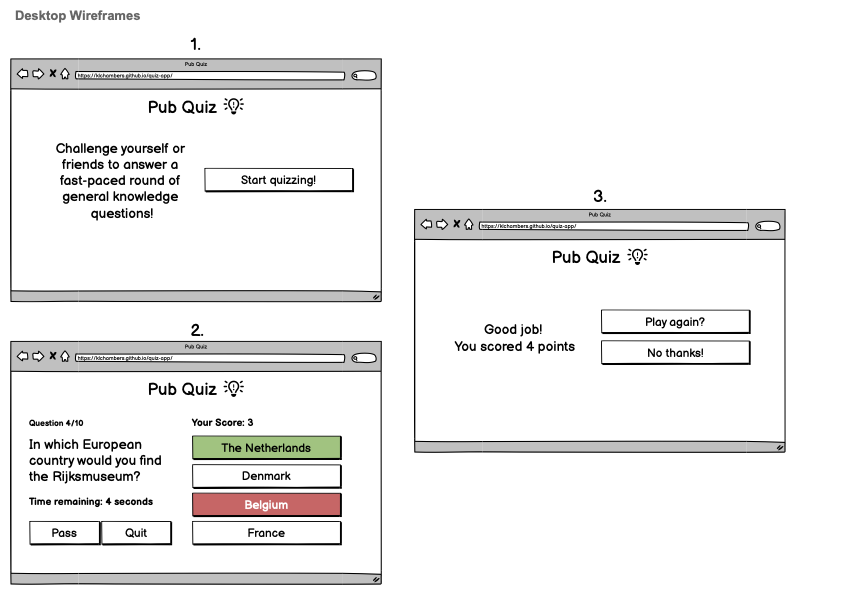 Desktop Wireframes
1.
Pub Quiz
https://klchambers.github.io/quiz-app/
Pub Quiz
Challenge yourself or
friends to answer a
fast-paced round of
general knowledge
questions!
Start quizzing!
2.
Pub Quiz
https://klchambers.github.io/quiz-app/
Pub Quiz
Question 4/10
Your Score: 3
In which European
country would you find
the Rijksmuseum?
Time remaining: 4 seconds
Pass
Quit
The Netherlands
Denmark
Belgium
France
3.
Pub Quiz
https://klchambers.github.io/quiz-app/
Pub Quiz
Good job!
You scored 4 points
Play again?
No thanks!